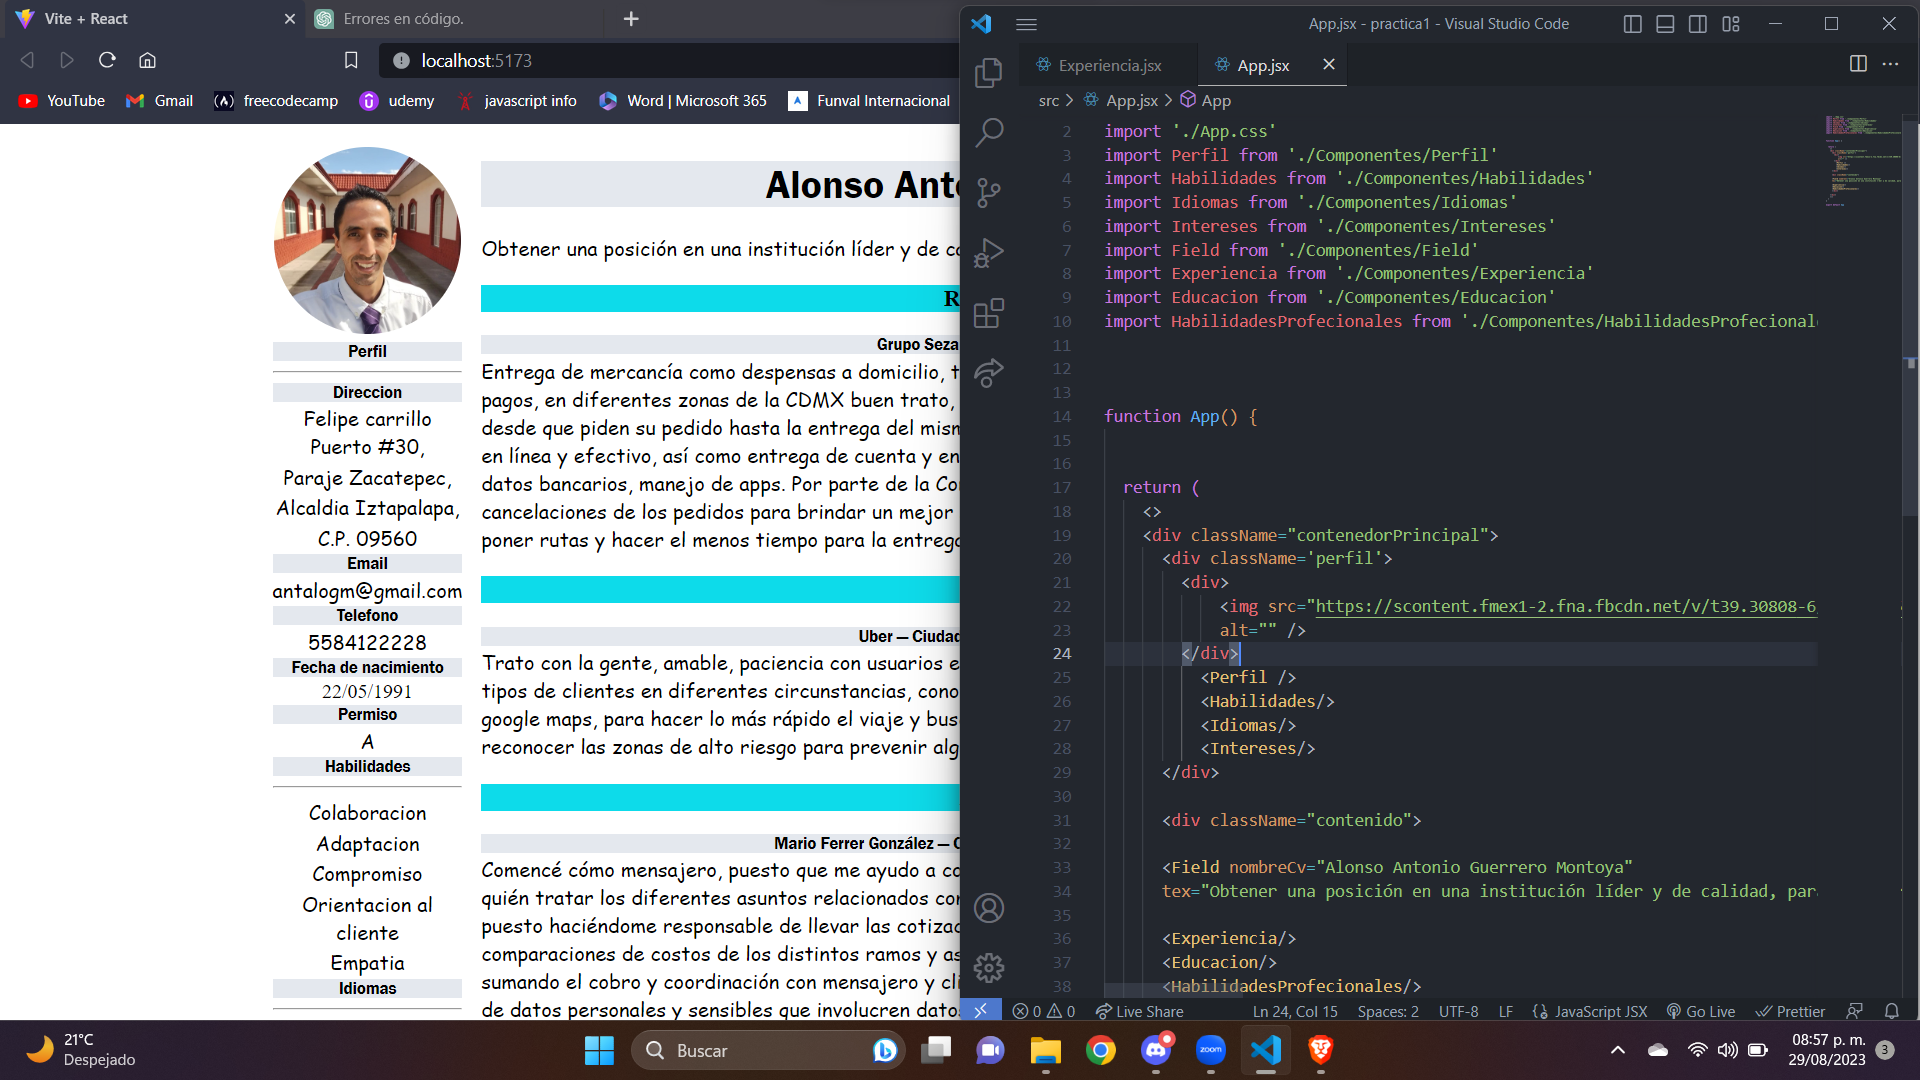 Vite + React
Errores en código.
localhost:5173
YouTube
Gmail
freecodecamp
udemy
javascript info
Word | Microsoft 365
Funval Internacional
Alonso Anto
Obtener una posición en una institución líder y de ca
R
Grupo Seza
Entrega de mercancía como despensas a domicilio, t
pagos, en diferentes zonas de la CDMX buen trato,
desde que piden su pedido hasta la entrega del mism
en línea y efectivo, así como entrega de cuenta y en
datos bancarios, manejo de apps. Por parte de la Co
cancelaciones de los pedidos para brindar un mejor
poner rutas y hacer el menos tiempo para la entrega
Uber — Ciudad
Trato con la gente, amable, paciencia con usuarios e
tipos de clientes en diferentes circunstancias, cono
google maps, para hacer lo más rápido el viaje y bus
reconocer las zonas de alto riesgo para prevenir alg
Mario Ferrer González — C
Comencé cómo mensajero, puesto que me ayudo a co
quién tratar los diferentes asuntos relacionados con
puesto haciéndome responsable de llevar las cotizac
comparaciones de costos de los distintos ramos y as
sumando el cobro y coordinación con mensajero y cli
de datos personales y sensibles que involucren datos
Perfil
Direccion
Felipe carrillo
Puerto #30,
Paraje Zacatepec,
Alcaldia Iztapalapa,
C.P. 09560
Email
antalogm@gmail.com
Telefono
5584122228
Fecha de nacimiento
22/05/1991
Permiso
A
Habilidades
Colaboracion
Adaptacion
Compromiso
Orientacion al
cliente
Empatia
Idiomas
App.jsx - practica1 - Visual Studio Code
Experiencia.jsx
App.jsx
src > App.jsx > App
2 import './App.css'
3 import Perfil from './Componentes/Perfil'
4 import Habilidades from './Componentes/Habilidades'
5 import Idiomas from './Componentes/Idiomas'
6 import Intereses from './Componentes/Intereses'
7 import Field from './Componentes/Field'
8 import Experiencia from './Componentes/Experiencia'
9 import Educacion from './Componentes/Educacion'
10 import HabilidadesProfecionales from './Componentes/HabilidadesProfecional
11
12
13
14 function App() {
15
16
17 return (
18 <>
19 <div className="contenedorPrincipal">
20 <div className='perfil'>
21 <div>
22 <img src="https://scontent.fmex1-2.fna.fbcdn.net/v/t39.30808-6
23 alt="" />
24 </div>
25 <Perfil />
26 <Habilidades/>
27 <Idiomas/>
28 <Intereses/>
29 </div>
30
31 <div className="contenido">
32
33 <Field nombreCv="Alonso Antonio Guerrero Montoya"
34 tex="Obtener una posición en una institución líder y de calidad, par
35
36 <Experiencia/>
37 <Educacion/>
38 <HabilidadesProfecionales/>
0 0
Live Share
Ln 24, Col 15
Spaces: 2
UTF-8
LF
JavaScript JSX
Go Live
Prettier
21°C
Despejado
Buscar
zoom
08:57 p. m.
29/08/2023
3